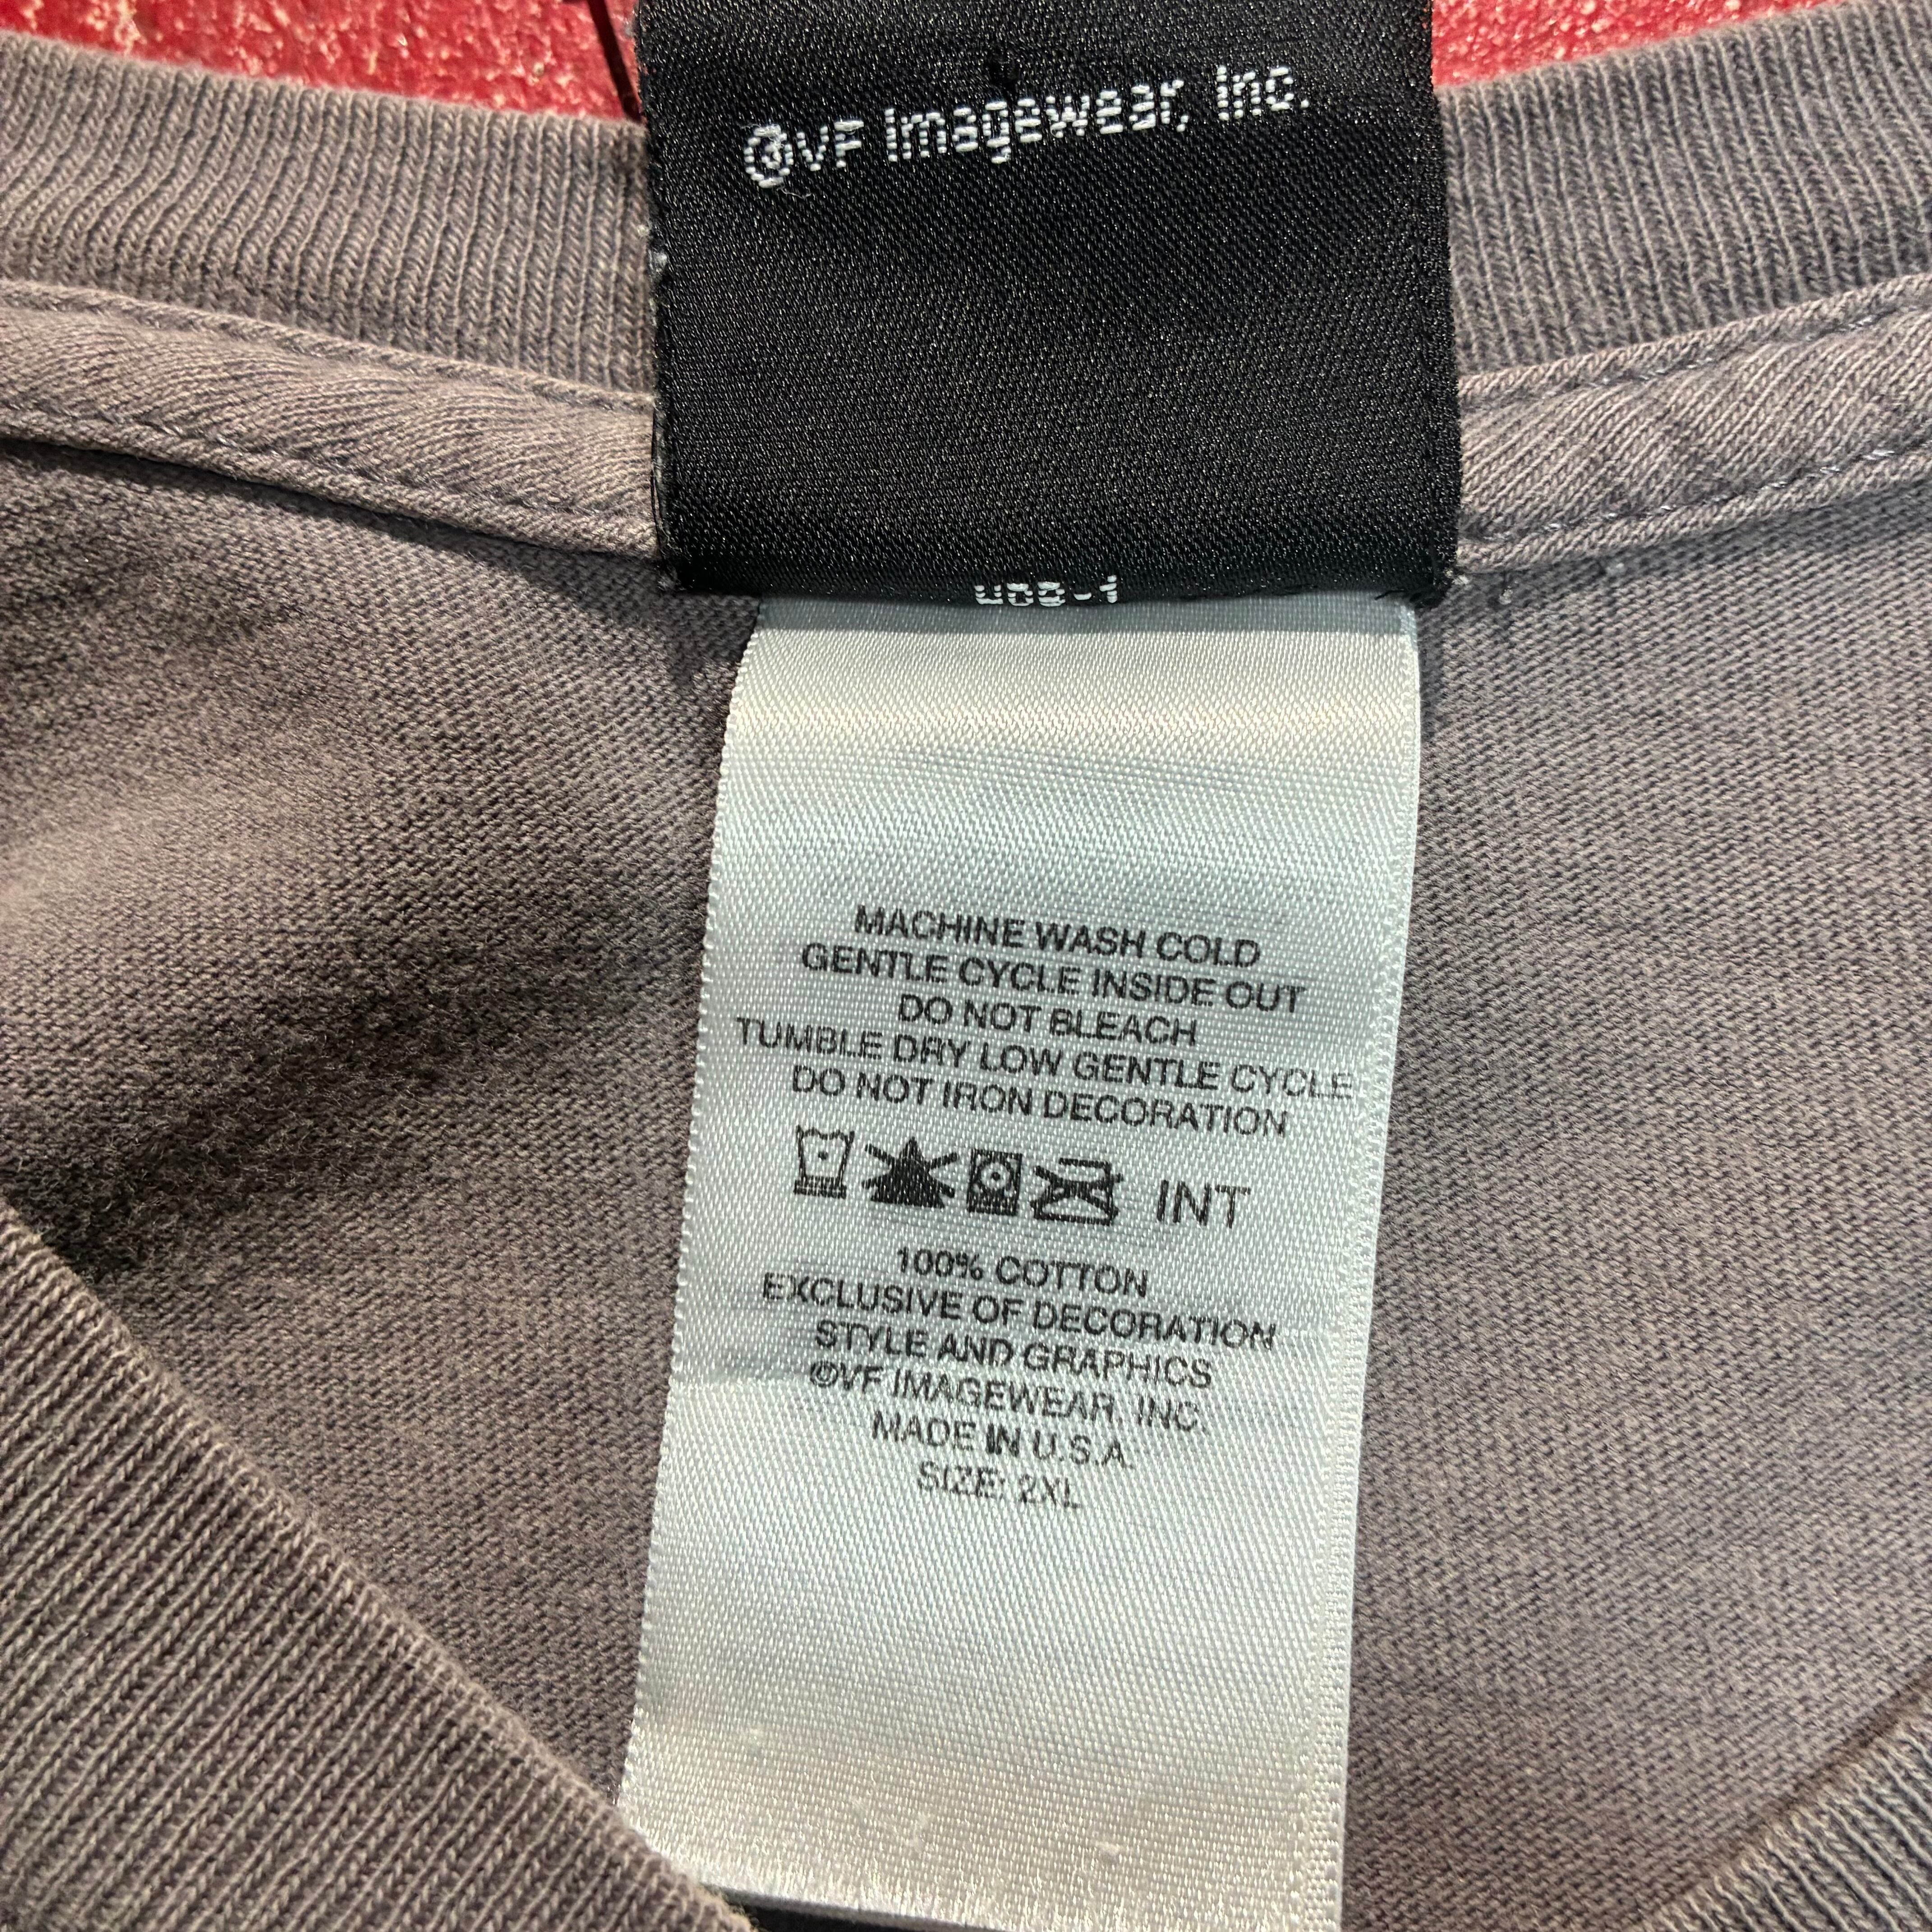 ©VF Imagewear, Inc.
MACHINE WASH COLD
GENTLE CYCLE INSIDE OUT
DO NOT BLEACH
TUMBLE DRY LOW GENTLE CYCLE
DO NOT IRON DECORATION
INT
100% COTTON
EXCLUSIVE OF DECORATION
STYLE AND GRAPHICS
©VF IMAGEWEAR, INC.
MADE IN U.S.A.
SIZE: 2XL